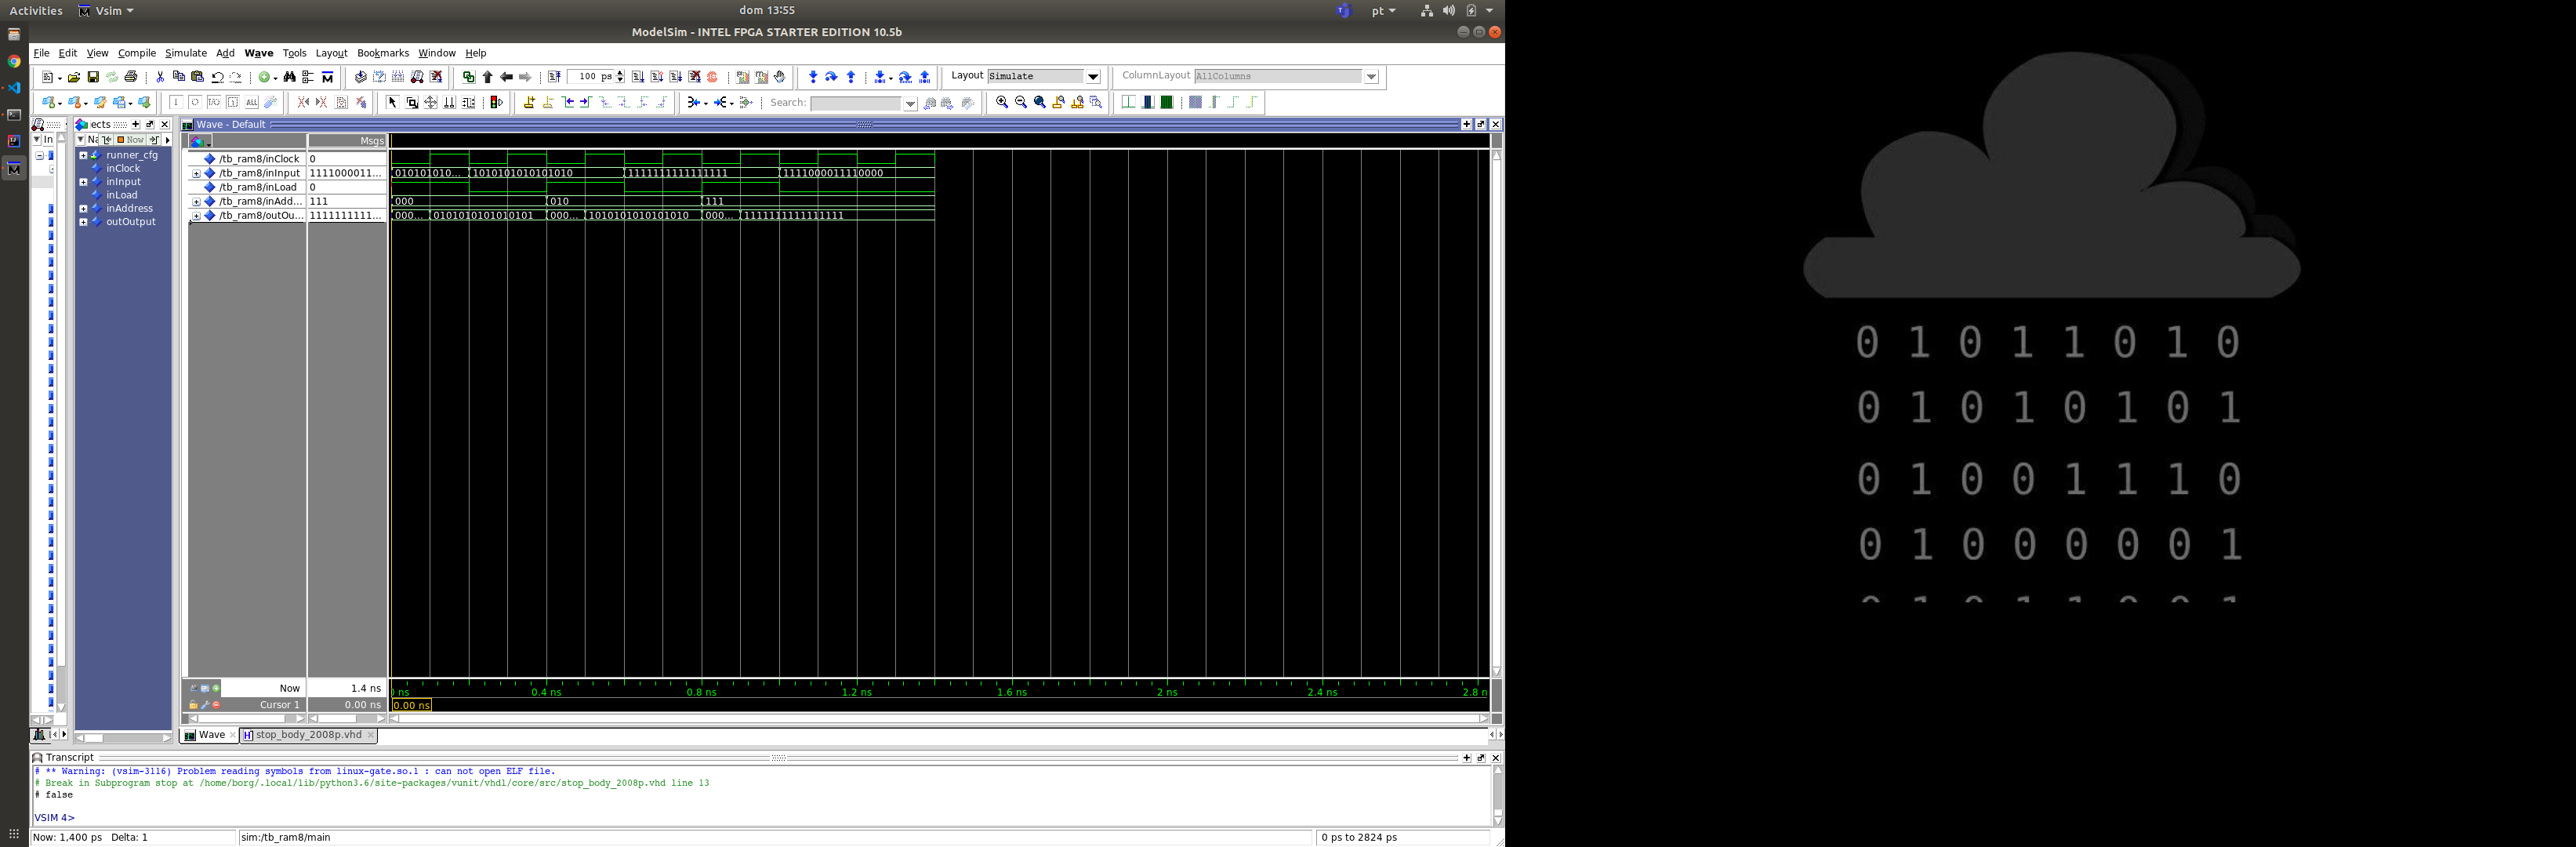 Activities Vsim dom 13:55 pt
ModelSim - INTEL FPGA STARTER EDITION 10.5b
File Edit View Compile Simulate Add Wave Tools Layout Bookmarks Window Help
100 ps Layout Simulate ColumnLayout AllColumns
ALL Search:
ects Wave - Default
In Na Now Msgs
runner_cfg
inClock
inInput
inLoad
inAddress
outOutput
/tb_ram8/inClock 0
/tb_ram8/inInput 1111000011... 010101010... 1010101010101010 1111111111111111 1111000011110000
/tb_ram8/inLoad 0
/tb_ram8/inAdd... 111 000 010 111
/tb_ram8/outOu... 1111111111... 000... 0101010101010101 000... 1010101010101010 000... 1111111111111111
Now 1.4 ns ns 0.4 ns 0.8 ns 1.2 ns 1.6 ns 2 ns 2.4 ns 2.8 n
Cursor 1 0.00 ns 0.00 ns
Wave stop_body_2008p.vhd
Transcript
# ** Warning: (vsim-3116) Problem reading symbols from linux-gate.so.1 : can not open ELF file.
# Break in Subprogram stop at /home/borg/.local/lib/python3.6/site-packages/vunit/vhdl/core/src/stop_body_2008p.vhd line 13
# false
VSIM 4>
Now: 1,400 ps Delta: 1 sim:/tb_ram8/main 0 ps to 2824 ps
0 1 0 1 1 0 1 0
0 1 0 1 0 1 0 1
0 1 0 0 1 1 1 0
0 1 0 0 0 0 0 1